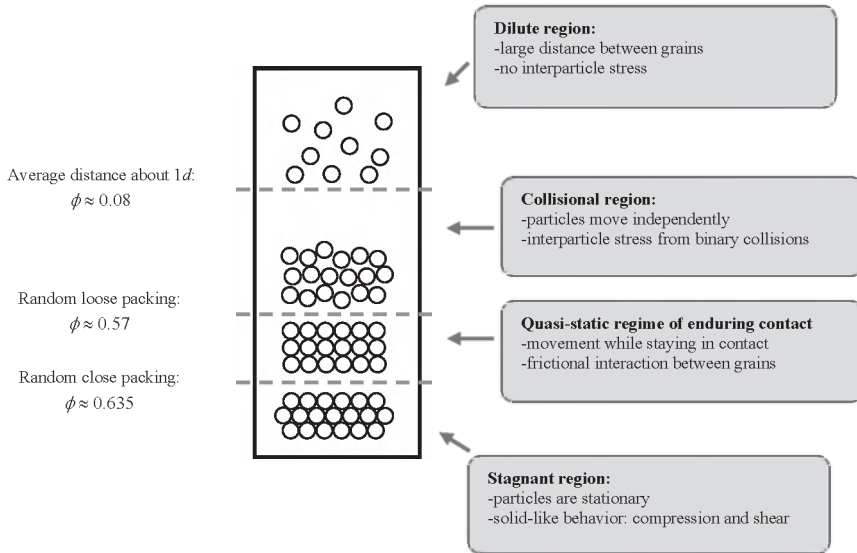 Dilute region:
-large distance between grains
-no interparticle stress
Average distance about 1d:
ϕ ≈ 0.08
Collisional region:
-particles move independently
-interparticle stress from binary collisions
Random loose packing:
ϕ ≈ 0.57
Quasi-static regime of enduring contact
-movement while staying in contact
-frictional interaction between grains
Random close packing:
ϕ ≈ 0.635
Stagnant region:
-particles are stationary
-solid-like behavior: compression and shear